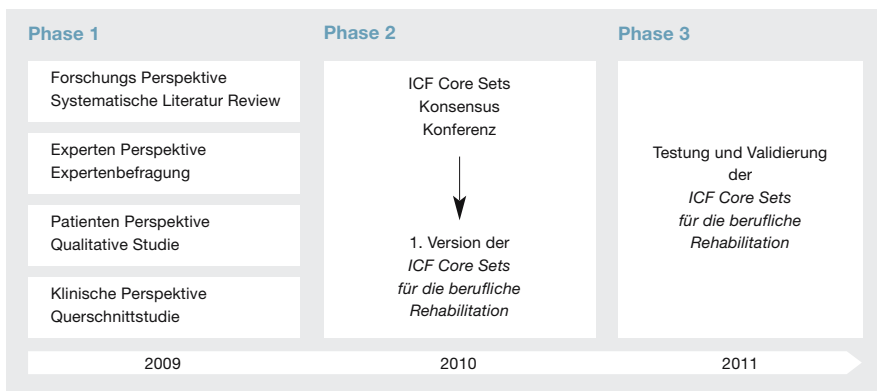 Phase 1
Forschungs Perspektive
Systematische Literatur Review
Experten Perspektive
Expertenbefragung
Patienten Perspektive
Qualitative Studie
Klinische Perspektive
Querschnittstudie
2009
Phase 2
ICF Core Sets
Konsensus
Konferenz
1. Version der
ICF Core Sets
für die berufliche
Rehabilitation
2010
Phase 3
Testung und Validierung
der
ICF Core Sets
für die berufliche
Rehabilitation
2011